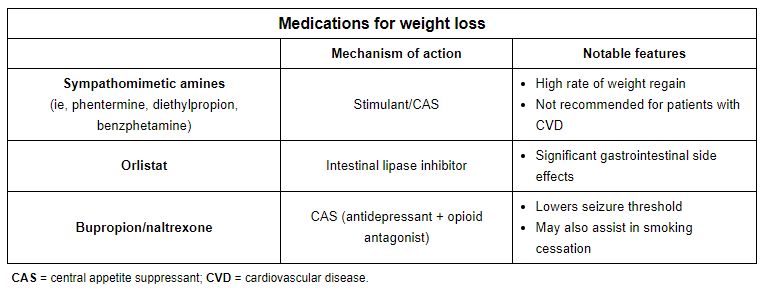 Medications for weight loss
Mechanism of action
Notable features
Sympathomimetic amines
(ie, phentermine, diethylpropion,
benzphetamine)
Stimulant/CAS
• High rate of weight regain
• Not recommended for patients with
CVD
Orlistat
Intestinal lipase inhibitor
• Significant gastrointestinal side
effects
Bupropion/naltrexone
CAS (antidepressant + opioid
antagonist)
• Lowers seizure threshold
• May also assist in smoking
cessation
CAS = central appetite suppressant; CVD = cardiovascular disease.